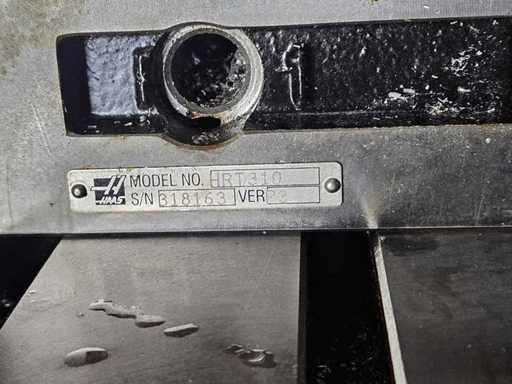 HAAS
MODEL NO. HRT310
S/N 318163 VER